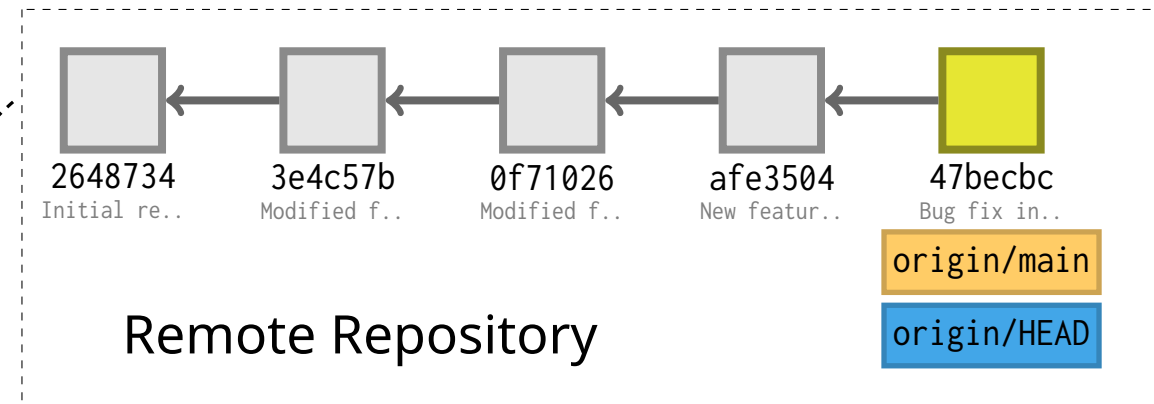 2648734 3e4c57b 0f71026 afe3504 47becbc
Initial re.. Modified f.. Modified f.. New featur.. Bug fix in..
origin/main
Remote Repository
origin/HEAD